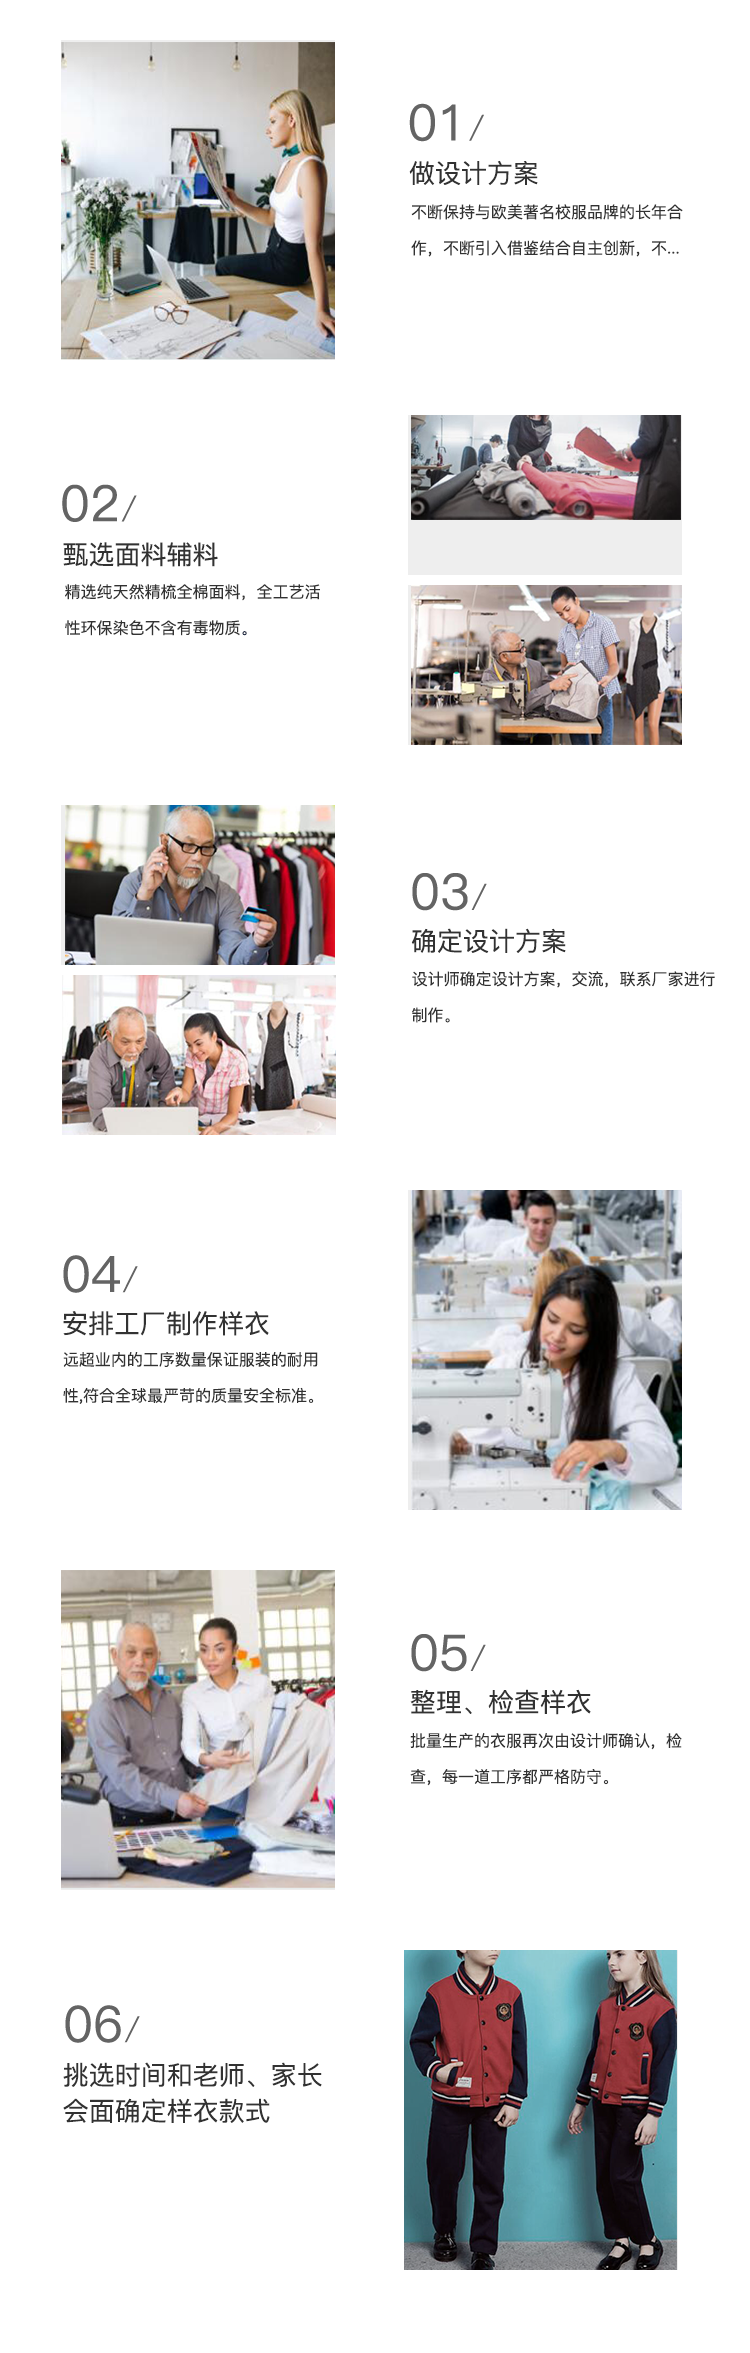 01/
做设计方案
不断保持与欧美著名校服品牌的长年合
作，不断引入借鉴结合自主创新，不...
02/
甄选面料辅料
精选纯天然精梳全棉面料，全工艺活
性环保染色不含有毒物质。
03/
确定设计方案
设计师确定设计方案，交流，联系厂家进行
制作。
04/
安排工厂制作样衣
远超业内的工序数量保证服装的耐用
性,符合全球最严苛的质量安全标准。
05/
整理、检查样衣
批量生产的衣服再次由设计师确认，检
查，每一道工序都严格防守。
06/
挑选时间和老师、家长
会面确定样衣款式